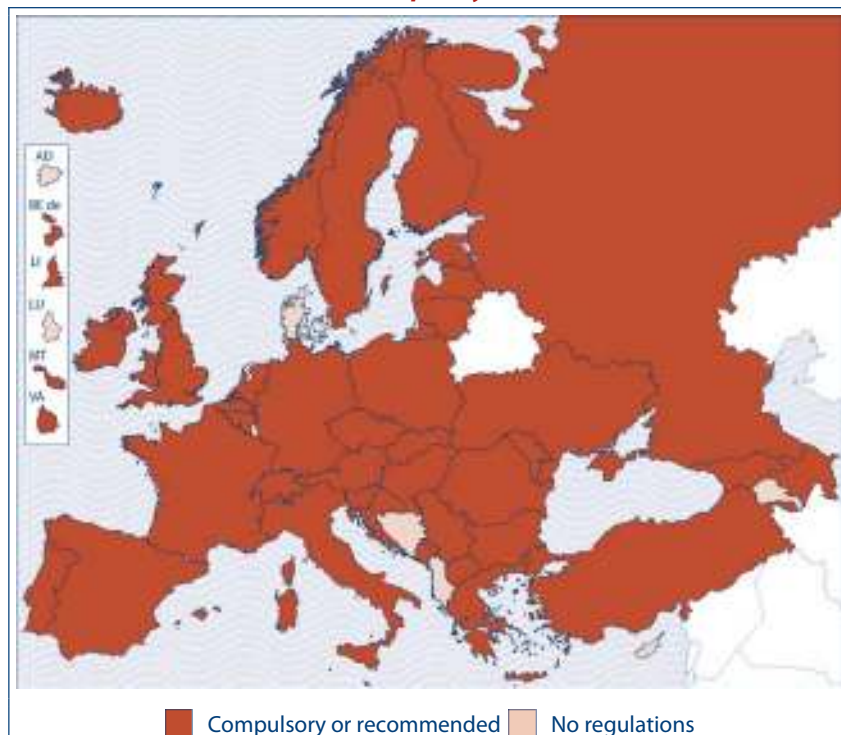 AD
BE de
LI
LU
MT
VA
Compulsory or recommended
No regulations